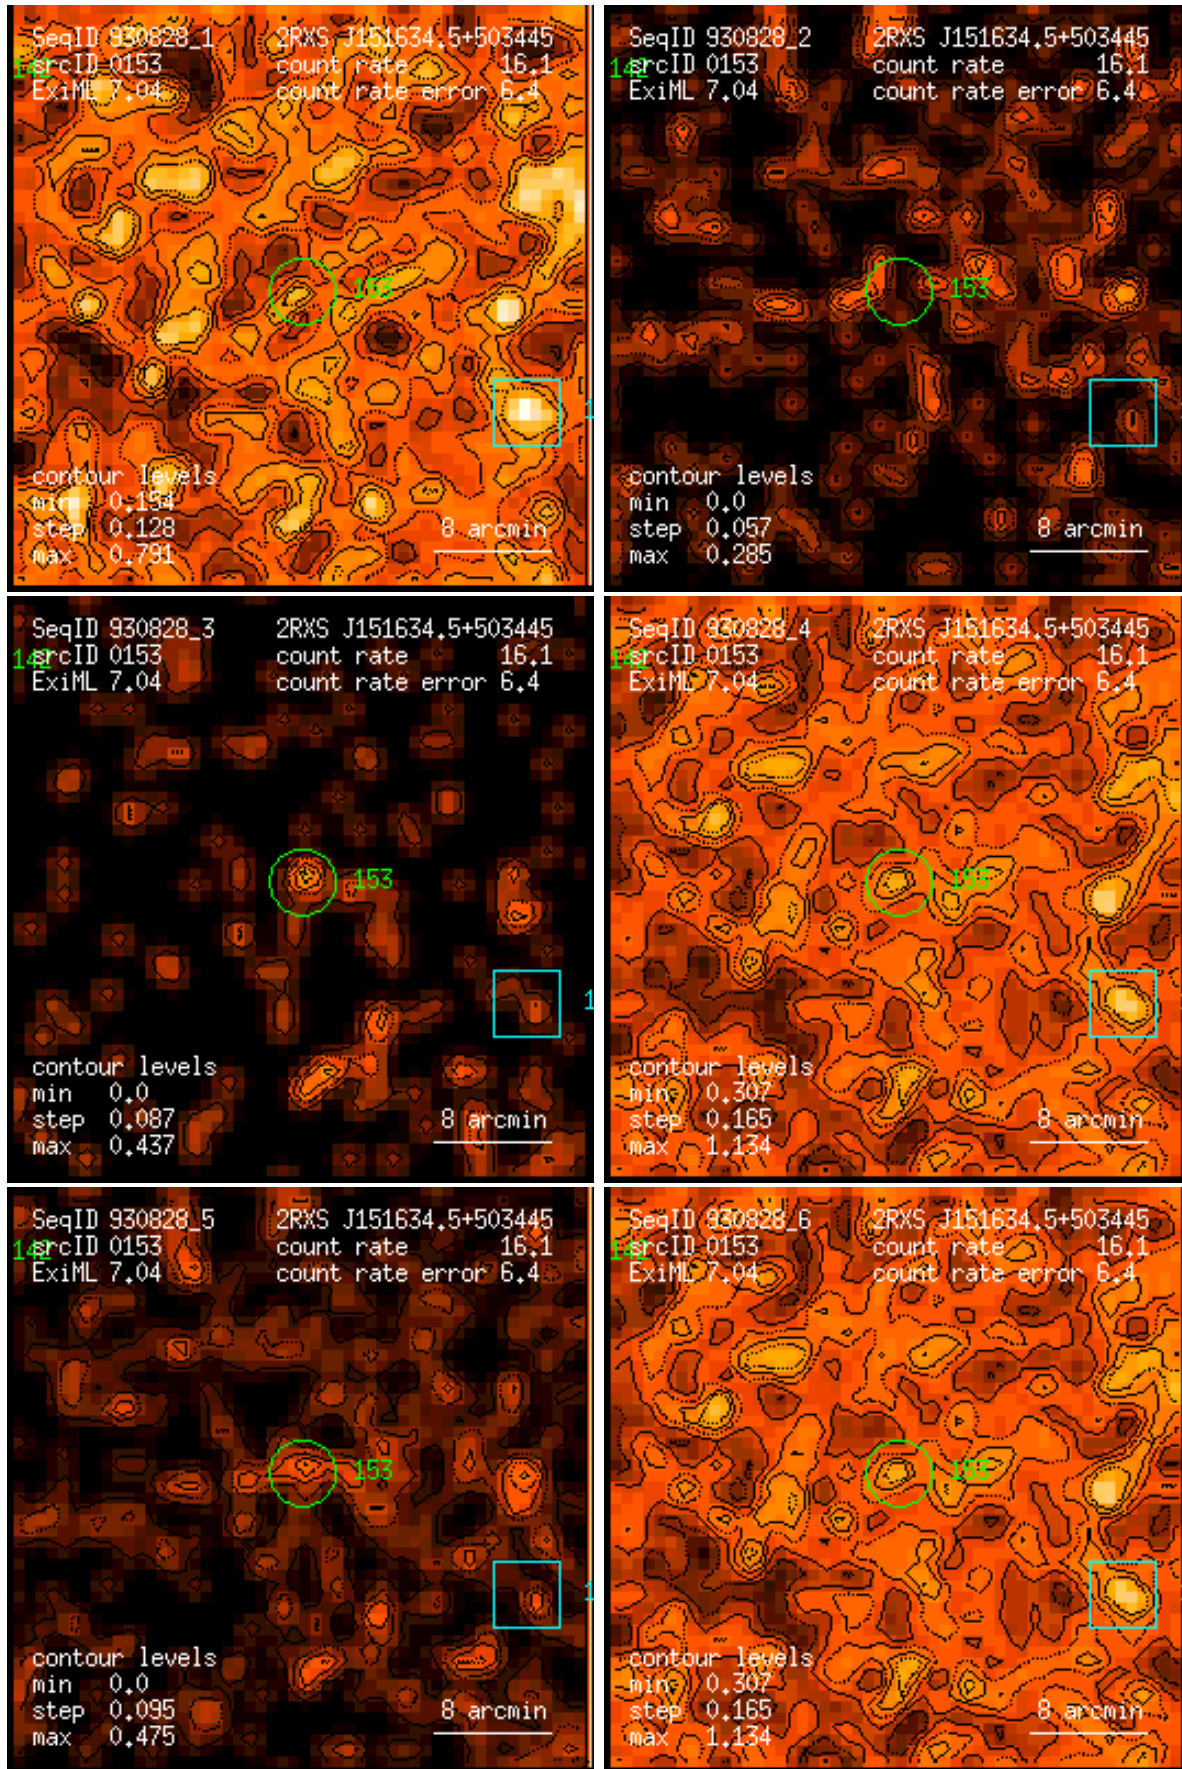 SeqID 930828_1 2RXS J151634.5+503445
142
srcID 0153 count rate 16.1
ExiML 7.04 count rate error 6.4
153
1
contour levels
min 0.154
step 0.128 8 arcmin
max 0.791
SeqID 930828_2 2RXS J151634.5+503445
142
srcID 0153 count rate 16.1
ExiML 7.04 count rate error 6.4
153
contour levels
min 0.0
step 0.057 8 arcmin
max 0.285
SeqID 930828_3 2RXS J151634.5+503445
142
srcID 0153 count rate 16.1
ExiML 7.04 count rate error 6.4
153
1
contour levels
min 0.0
step 0.087 8 arcmin
max 0.437
SeqID 930828_4 2RXS J151634.5+503445
142
srcID 0153 count rate 16.1
ExiML 7.04 count rate error 6.4
153
contour levels
min 0.307
step 0.165 8 arcmin
max 1.134
SeqID 930828_5 2RXS J151634.5+503445
142
srcID 0153 count rate 16.1
ExiML 7.04 count rate error 6.4
153
1
contour levels
min 0.0
step 0.095 8 arcmin
max 0.475
SeqID 930828_6 2RXS J151634.5+503445
142
srcID 0153 count rate 16.1
ExiML 7.04 count rate error 6.4
153
contour levels
min 0.307
step 0.165 8 arcmin
max 1.134